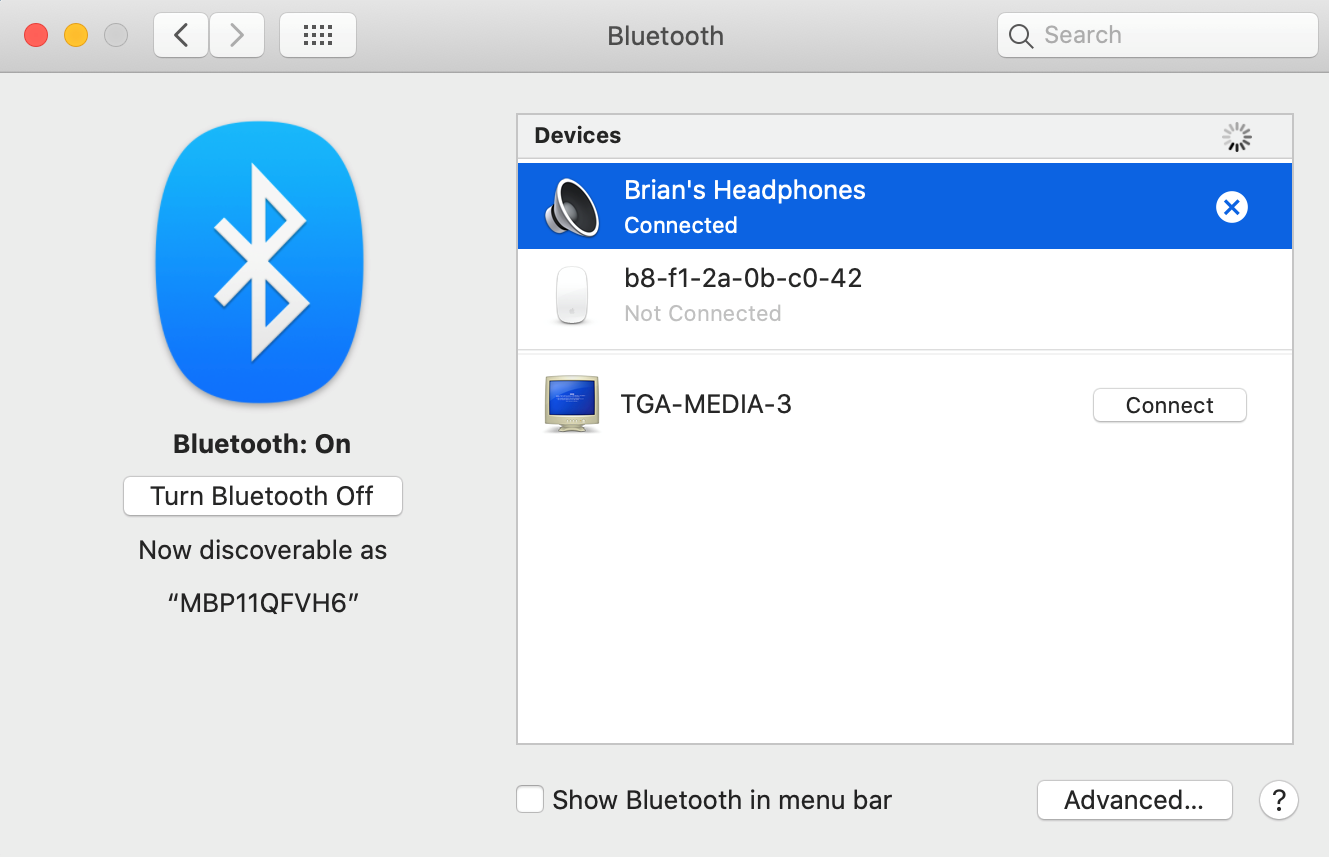 Bluetooth
Search
Bluetooth: On
Turn Bluetooth Off
Now discoverable as
“MBP11QFVH6”
Devices
Brian's Headphones
Connected
b8-f1-2a-0b-c0-42
Not Connected
TGA-MEDIA-3
Connect
Show Bluetooth in menu bar
Advanced...
?